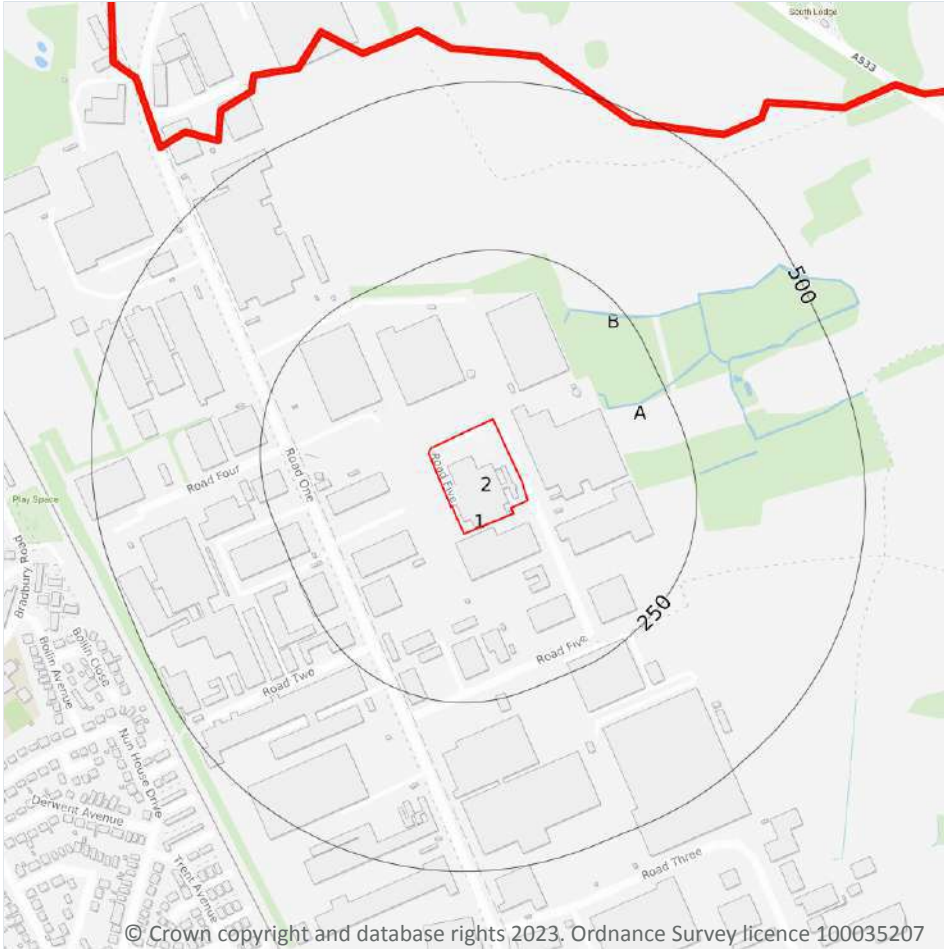 South Lodge
A533
500
B
A
Road Five
2
1
Road One
Road Four
Play Space
Bradbury Road
Boilin Close
Boilin Avenue
250
Road Five
Road Two
Nun House Drive
Derwent Avenue
Trent Avenue
Road Three
© Crown copyright and database rights 2023. Ordnance Survey licence 100035207